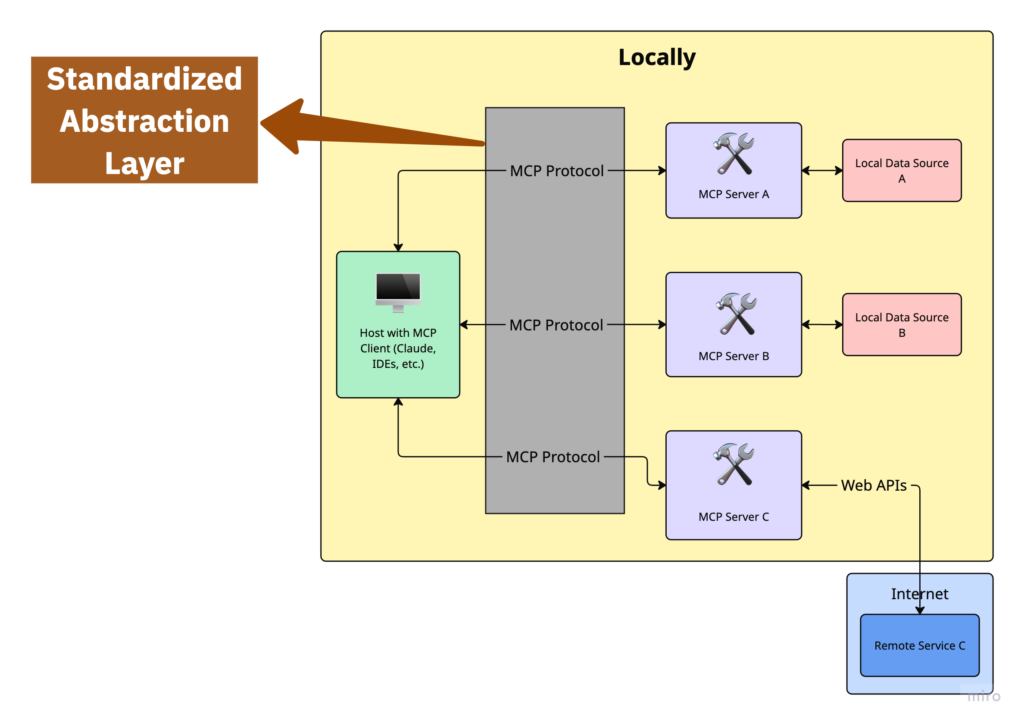 Locally
Standardized
Abstraction
Layer
MCP Protocol
MCP Server A
Local Data Source
A
Host with MCP
Client (Claude,
IDEs, etc.)
MCP Protocol
MCP Server B
Local Data Source
B
MCP Protocol
MCP Server C
Web APIs
Internet
Remote Service C
miro